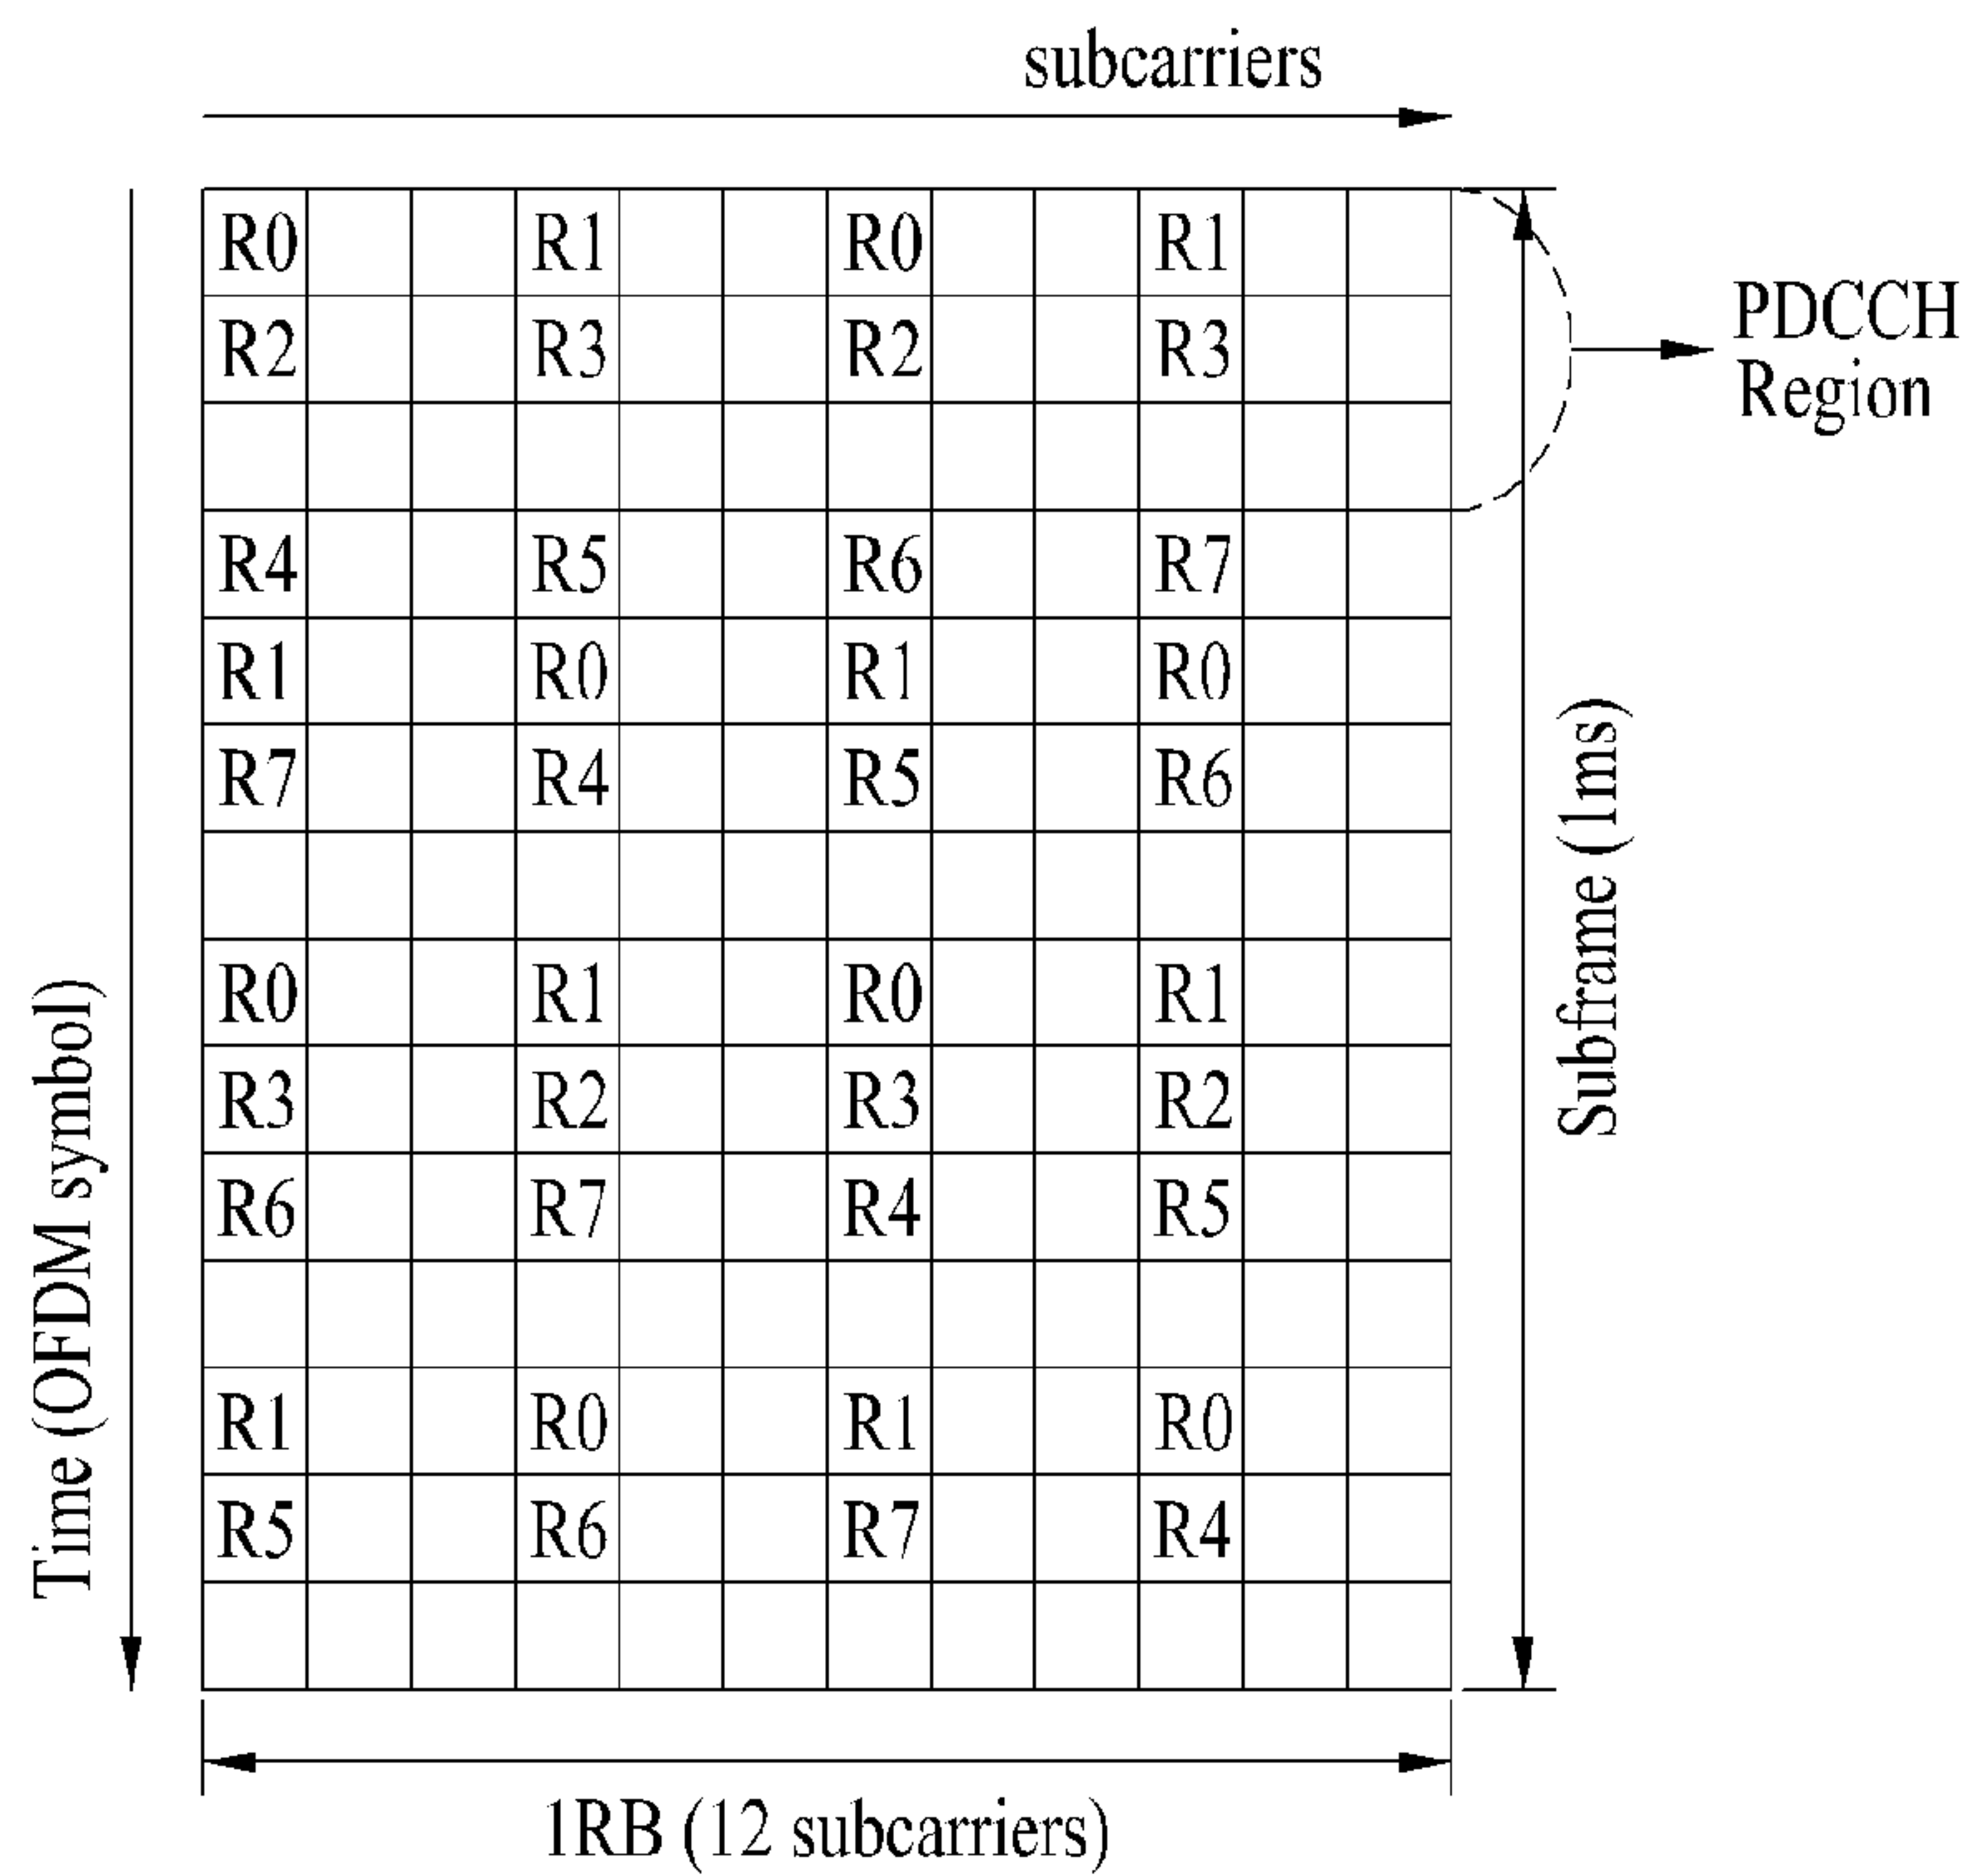 subcarriers
R0 R1 R0 R1
R2 R3 R2 R3
PDCCH
Region
R4 R5 R6 R7
R1 R0 R1 R0
R7 R4 R5 R6
R0 R1 R0 R1
R3 R2 R3 R2
R6 R7 R4 R5
R1 R0 R1 R0
R5 R6 R7 R4
Time (OFDM symbol)
Subframe (1ms)
1RB (12 subcarriers)